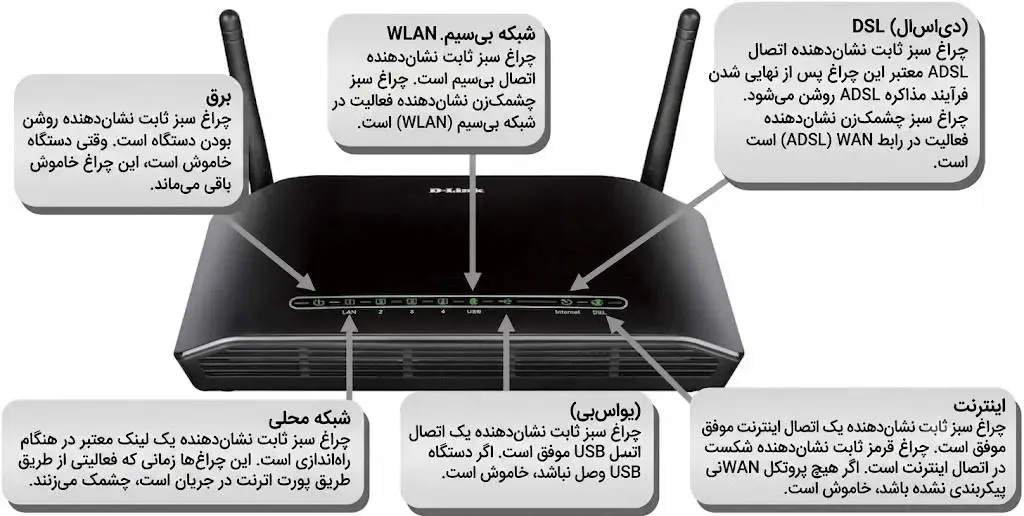 شبکه بی‌سیم. WLAN
چراغ سبز ثابت نشان‌دهنده
اتصال بی‌سیم است. چراغ سبز
چشمک‌زن نشان‌دهنده فعالیت در
شبکه بی‌سیم (WLAN) است.
DSL (دی‌اس‌ال)
چراغ سبز ثابت نشان‌دهنده اتصال
ADSL معتبر این چراغ پس از نهایی شدن
فرآیند مذاکره ADSL روشن می‌شود.
چراغ سبز چشمک‌زن نشان‌دهنده
فعالیت در رابط WAN (ADSL) است
است.
برق
چراغ سبز ثابت نشان‌دهنده روشن
بودن دستگاه است. وقتی دستگاه
خاموش است، این چراغ خاموش
باقی می‌ماند.
D-Link
LAN 2 3 4 USB Internet DSL
شبکه محلی
چراغ سبز ثابت نشان‌دهنده یک لینک معتبر در هنگام
راه‌اندازی است. این چراغ‌ها زمانی که فعالیتی از طریق
طریق پورت اترنت در جریان است، چشمک می‌زنند.
(یو‌اس‌بی)
چراغ سبز ثابت نشان‌دهنده یک اتصال
USB موفق است. اگر دستگاه
USB وصل نباشد، خاموش است.
اینترنت
چراغ سبز ثابت نشان‌دهنده یک اتصال اینترنت موفق
موفق است. چراغ قرمز ثابت نشان‌دهنده شکست
در اتصال اینترنت است. اگر هیچ پروتکل WANنی
پیکربندی نشده باشد، خاموش است.